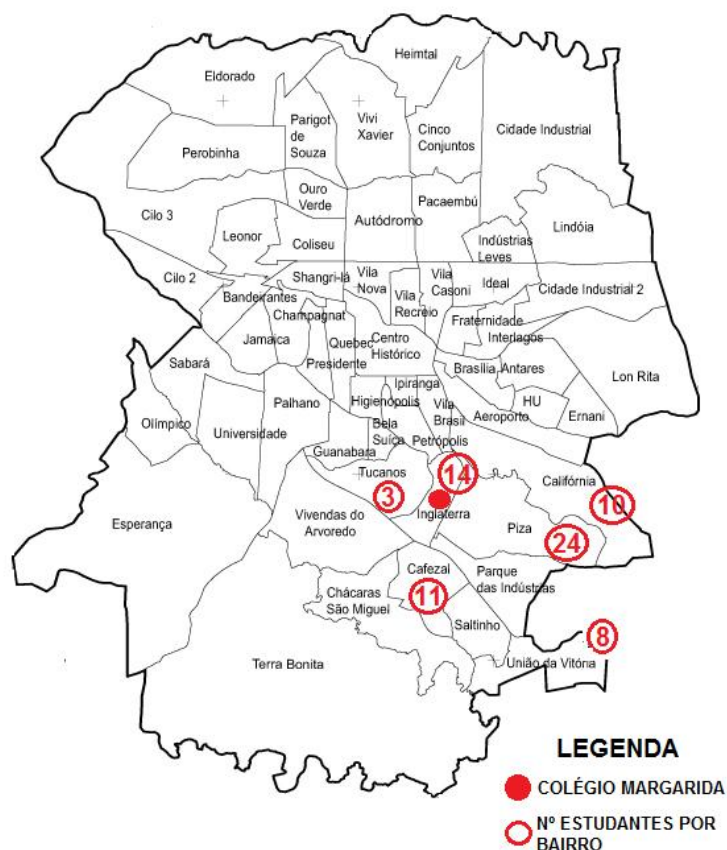 Heimtal
Eldorado
Parigot
de
Souza
Vivi
Xavier
Cinco
Conjuntos
Cidade Industrial
Perobinha
Ouro
Verde
Pacaembú
Cilo 3
Autódromo
Lindóia
Leonor
Coliseu
Indústrias
Leves
Cilo 2
Shangri-lá
Vila
Nova
Vila
Casoni
Ideal
Cidade Industrial 2
Bandeirantes
Vila
Recreio
Champagnat
Fraternidade
Jamaica
Quebec
Centro
Histórico
Interlagos
Sabará
Presidente
Brasília
Antares
Lon Rita
Ipiranga
Palhano
Higienópolis
Vila
Brasil
HU
Aeroporto
Ernani
Olímpico
Universidade
Bela
Suíça
Petrópolis
Guanabara
Tucanos
14
Califórnia
3
10
Inglaterra
Vivendas do
Arvoredo
Esperança
Piza
24
Cafezal
Parque
das Indústrias
Chácaras
São Miguel
11
Saltinho
8
Terra Bonita
União da Vitória
LEGENDA
COLÉGIO MARGARIDA
Nº ESTUDANTES POR
BAIRRO